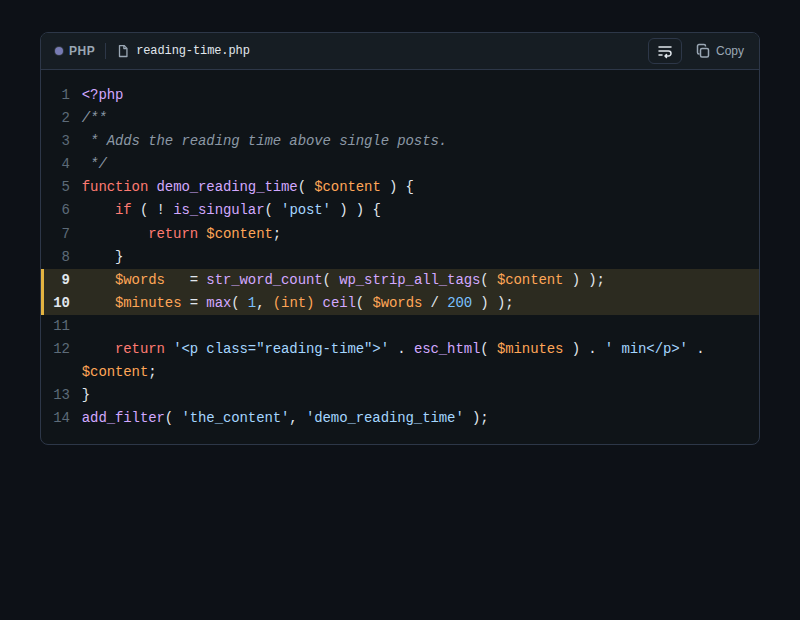 PHP reading-time.php Copy
1 <?php
2 /**
3  * Adds the reading time above single posts.
4  */
5 function demo_reading_time( $content ) {
6     if ( ! is_singular( 'post' ) ) {
7         return $content;
8     }
9     $words   = str_word_count( wp_strip_all_tags( $content ) );
10     $minutes = max( 1, (int) ceil( $words / 200 ) );
11
12     return '<p class="reading-time">' . esc_html( $minutes ) . ' min</p>' .
$content;
13 }
14 add_filter( 'the_content', 'demo_reading_time' );